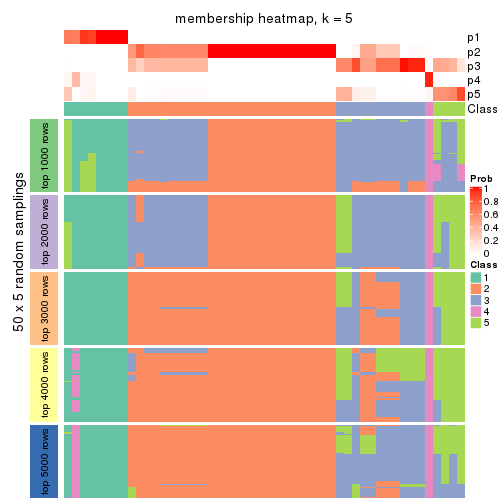 membership heatmap, k = 5
p1
p2
p3
p4
p5
Class
50 x 5 random samplings
top 1000 rows
top 2000 rows
top 3000 rows
top 4000 rows
top 5000 rows
Prob
1
0.8
0.6
0.4
0.2
0
Class
1
2
3
4
5